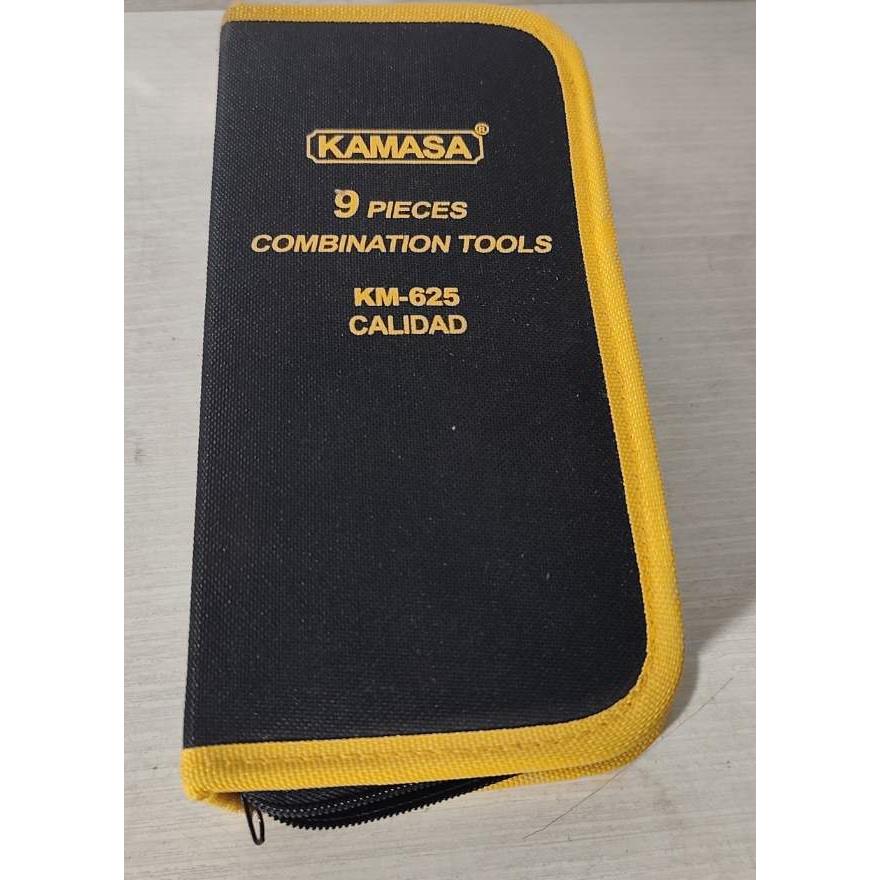 KAMASA®
9 PIECES
COMBINATION TOOLS
KM-625
CALIDAD